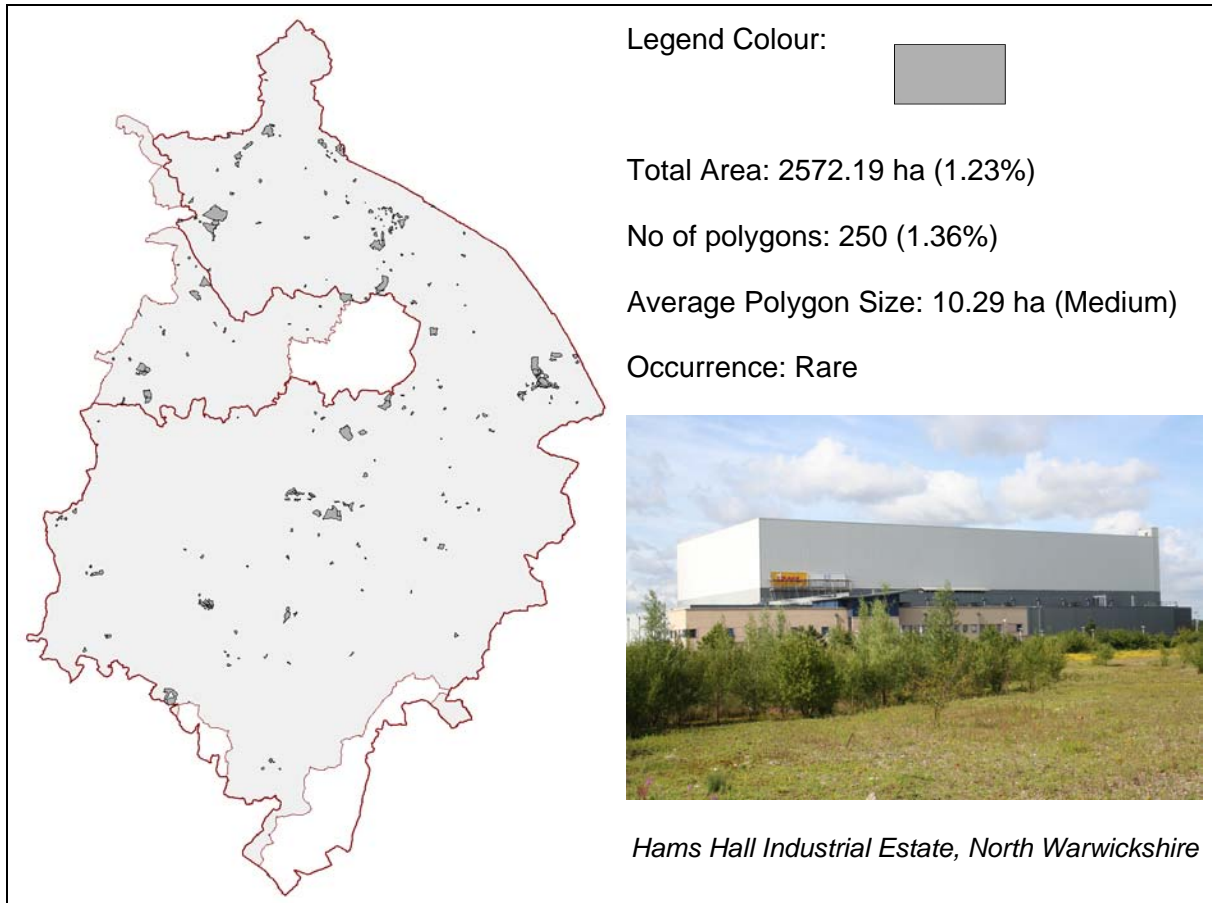 Legend Colour:
Total Area: 2572.19 ha (1.23%)
No of polygons: 250 (1.36%)
Average Polygon Size: 10.29 ha (Medium)
Occurrence: Rare
Hams Hall Industrial Estate, North Warwickshire